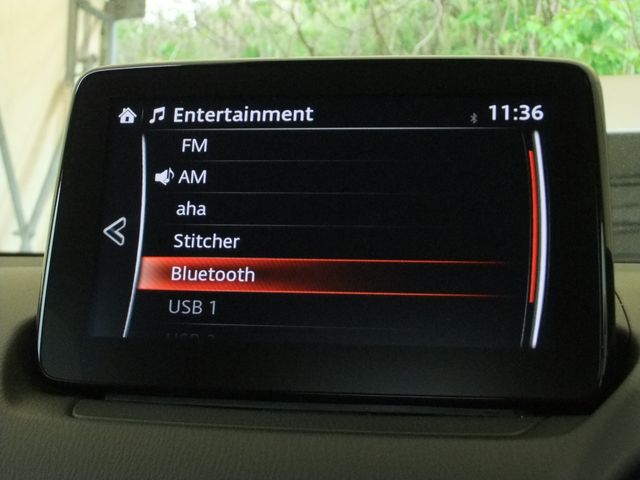 Entertainment 11:36
FM
AM
aha
Stitcher
Bluetooth
USB 1